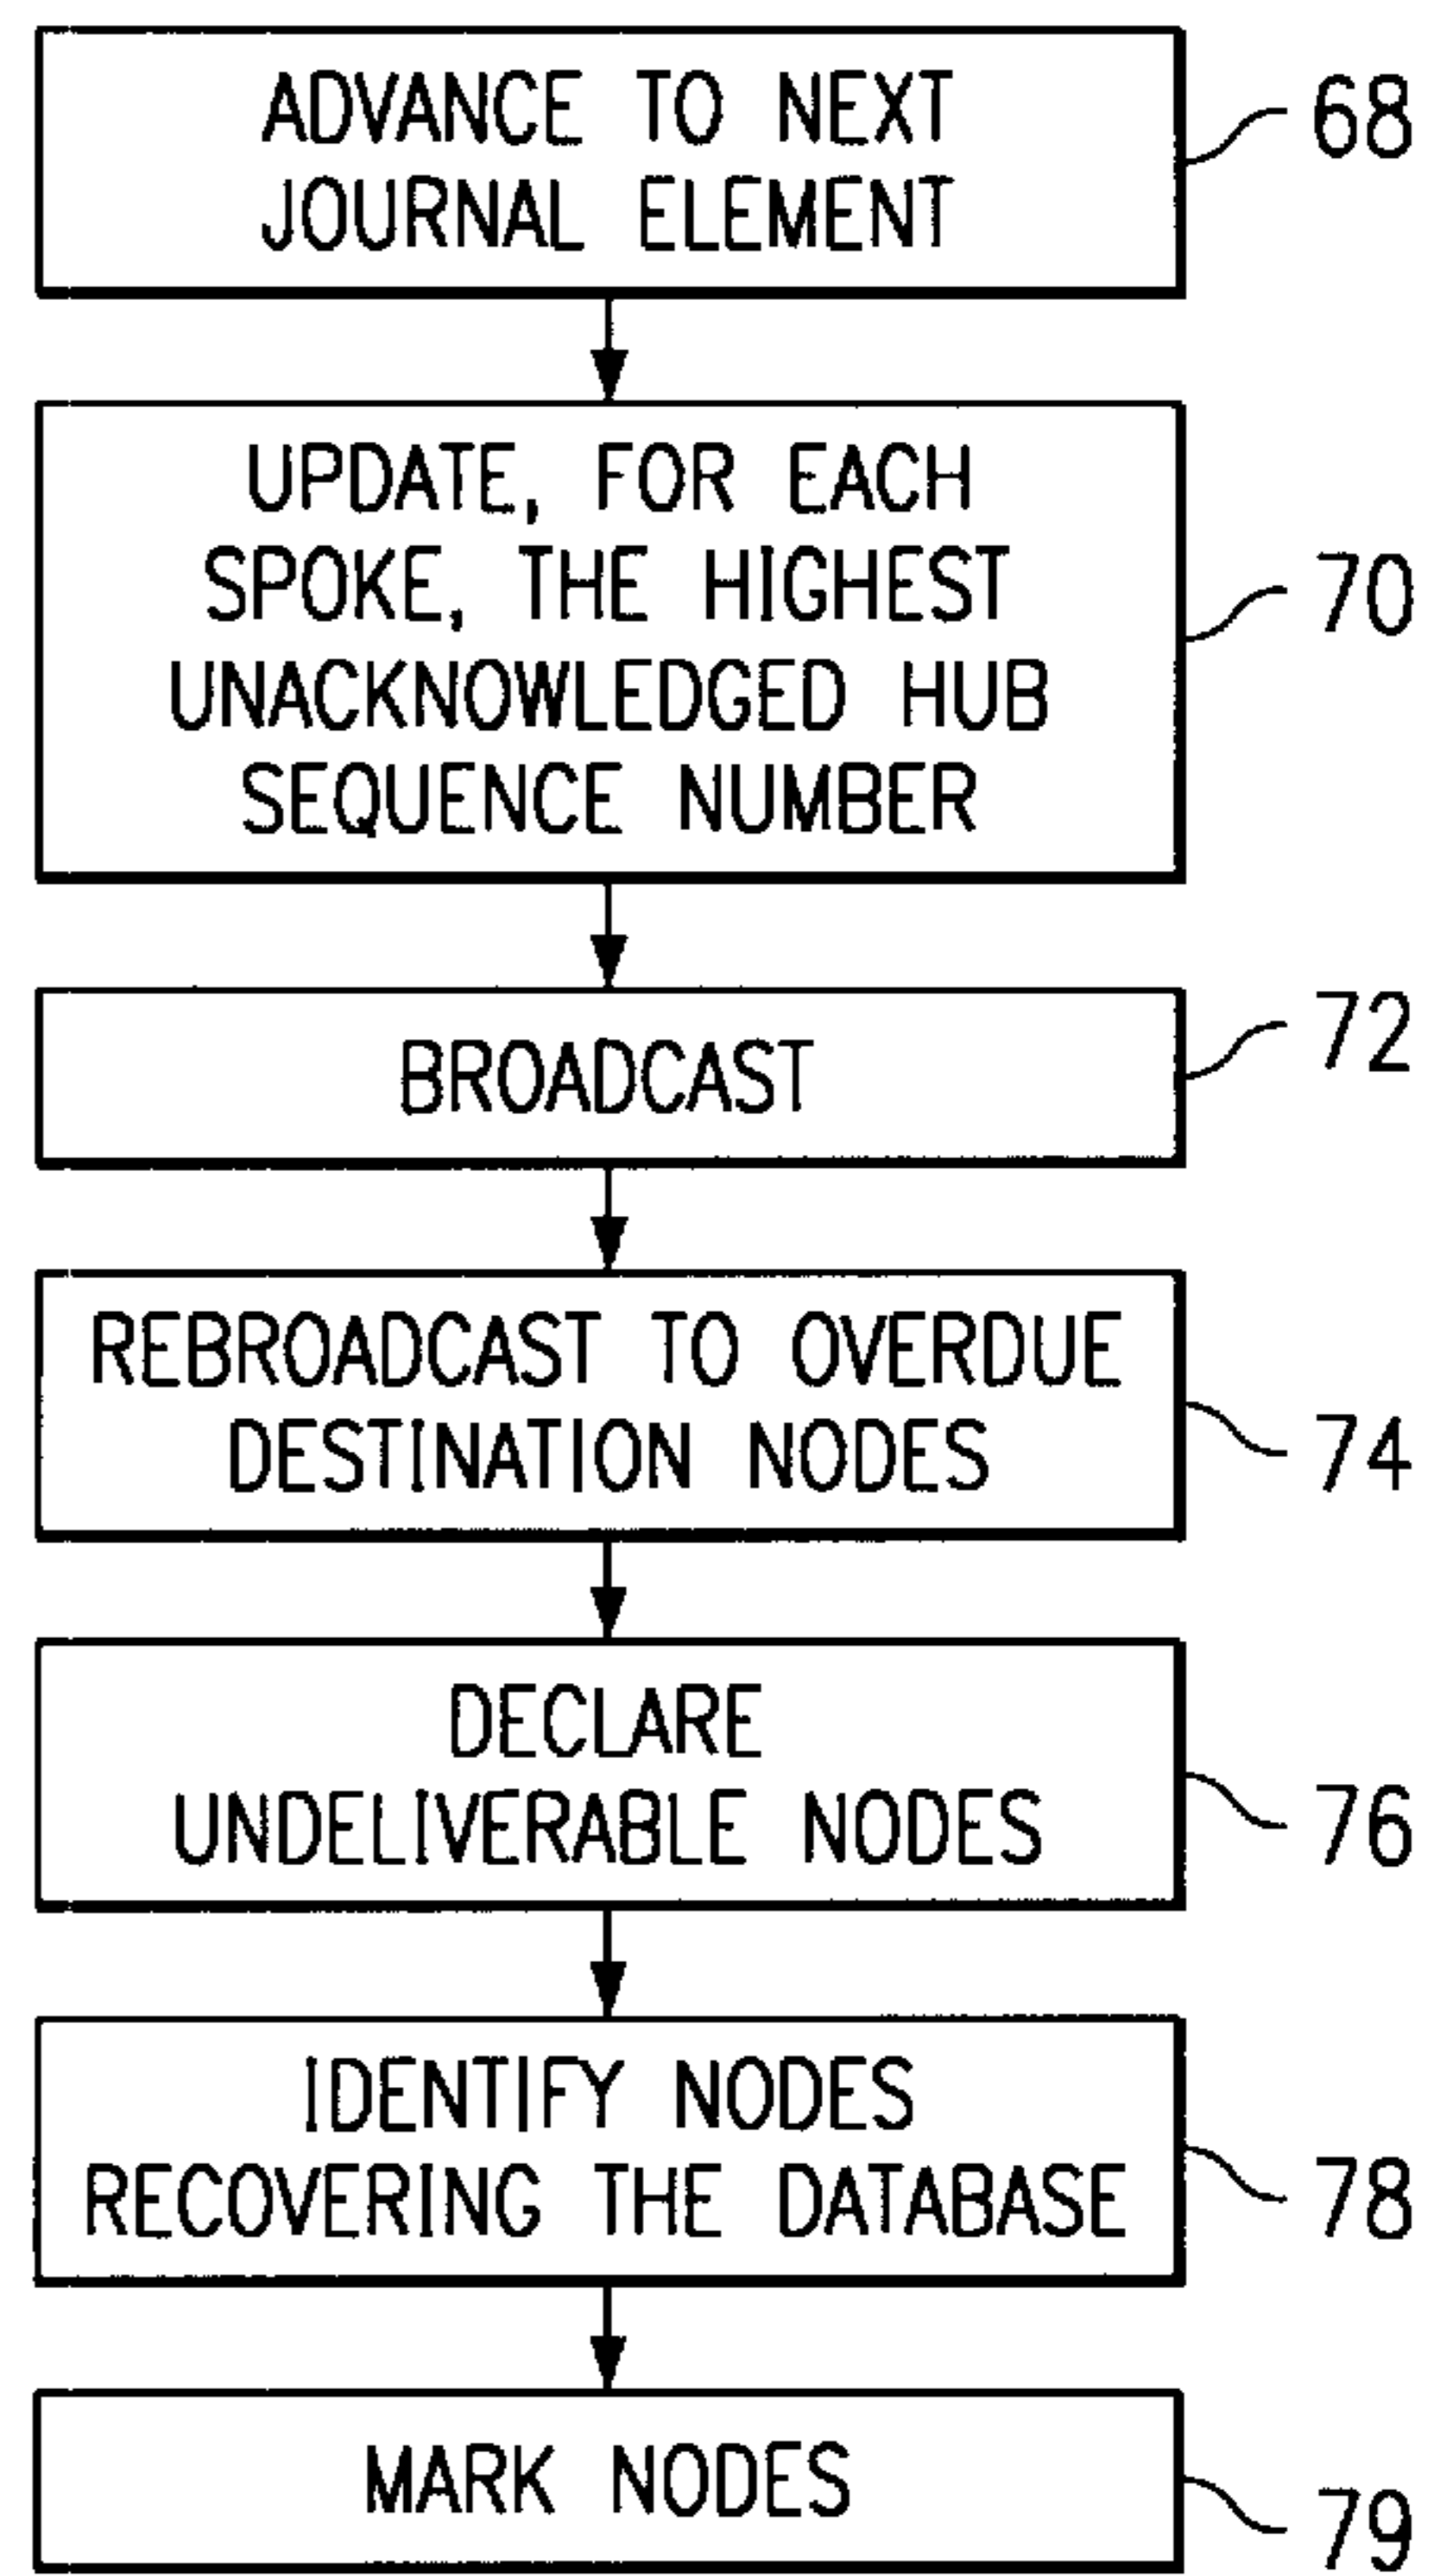 ADVANCE TO NEXT
JOURNAL ELEMENT
68
UPDATE, FOR EACH
SPOKE, THE HIGHEST
UNACKNOWLEDGED HUB
SEQUENCE NUMBER
70
BROADCAST
72
REBROADCAST TO OVERDUE
DESTINATION NODES
74
DECLARE
UNDELIVERABLE NODES
76
IDENTIFY NODES
RECOVERING THE DATABASE
78
MARK NODES
79